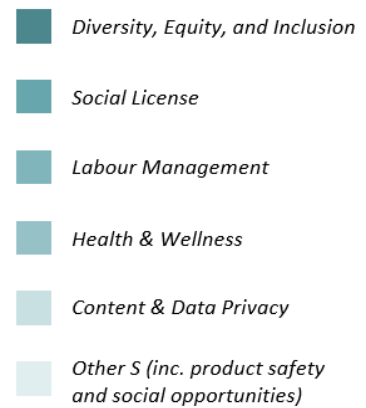 Diversity, Equity, and Inclusion
Social License
Labour Management
Health & Wellness
Content & Data Privacy
Other S (inc. product safety
and social opportunities)